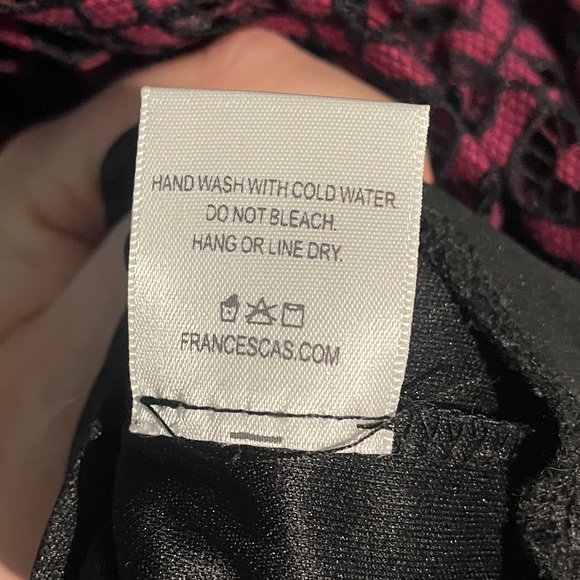 HAND WASH WITH COLD WATER.
DO NOT BLEACH.
HANG OR LINE DRY.
FRANCESCAS.COM